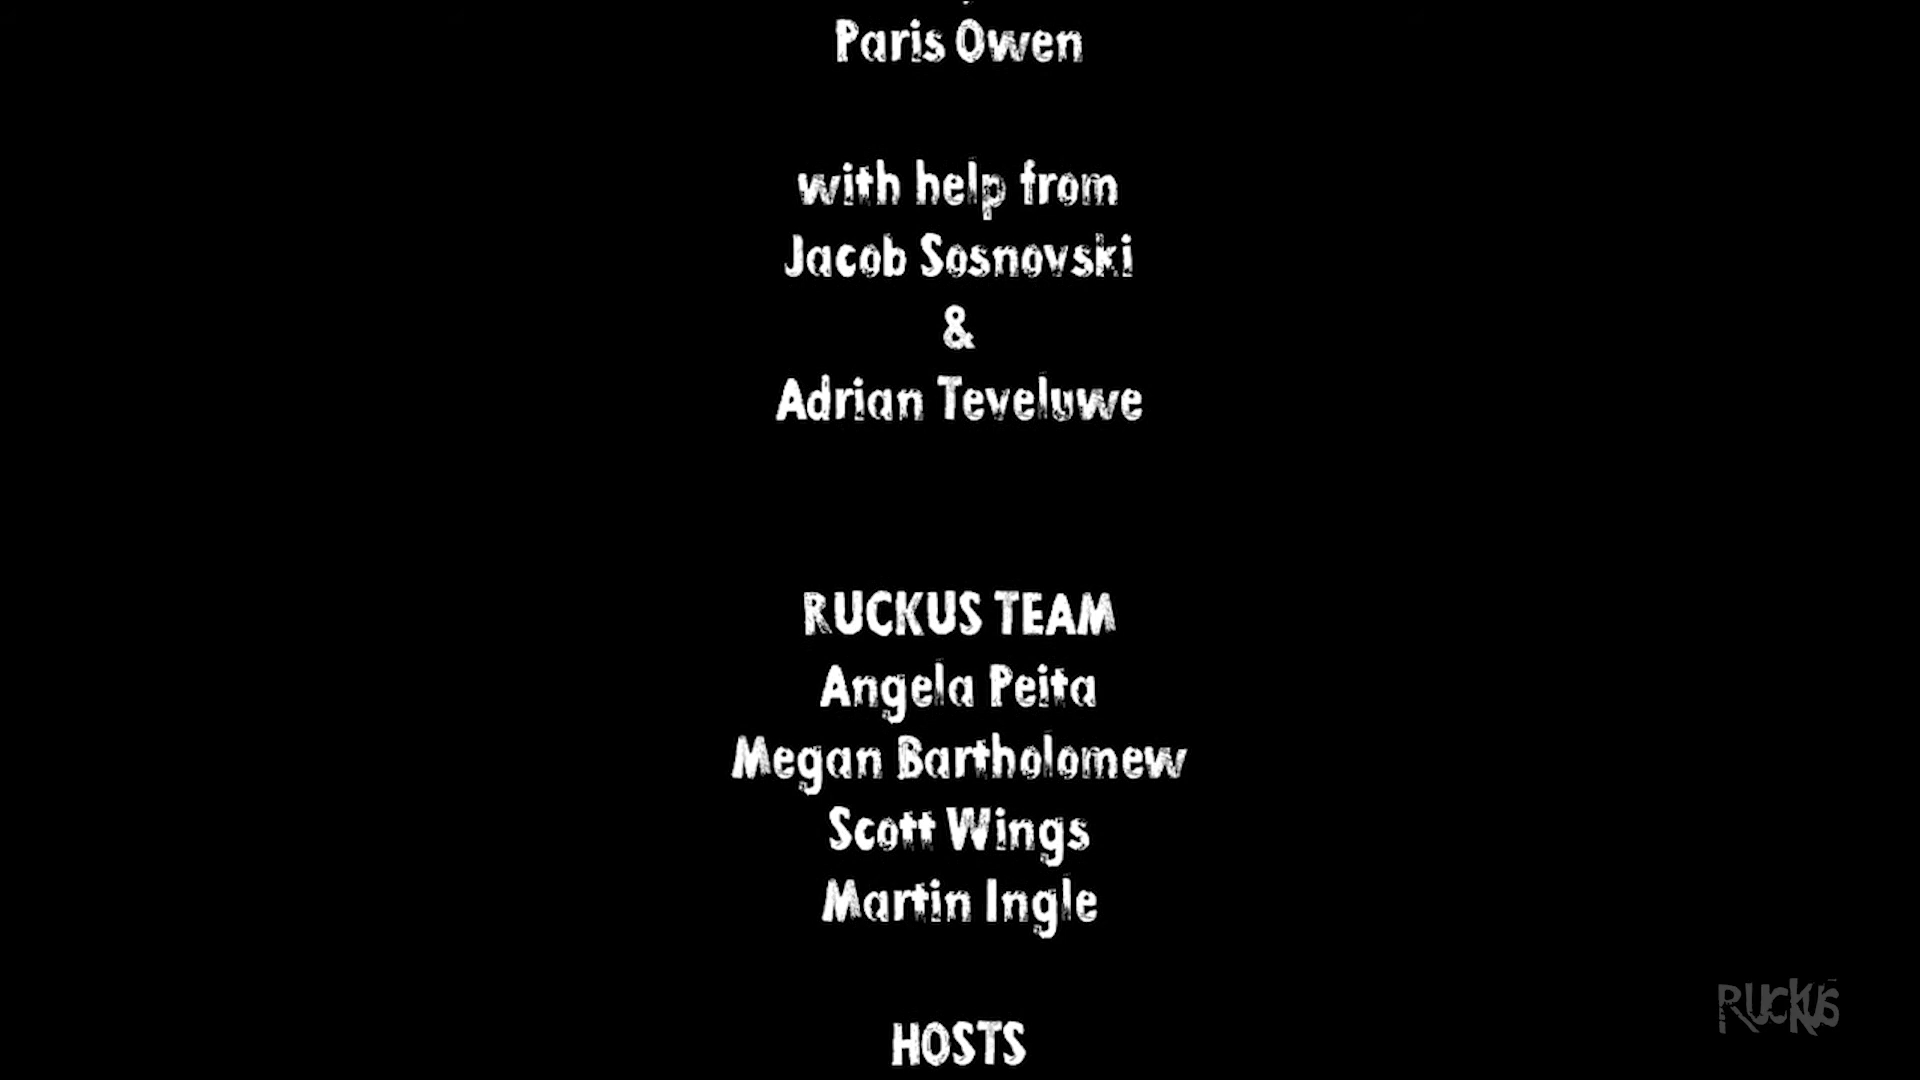 Paris Owen
with help from
Jacob Sosnovski
&
Adrian Teveluwe
RUCKUS TEAM
Angela Peita
Megan Bartholomew
Scott Wings
Martin Ingle
HOSTS
RUCKUS